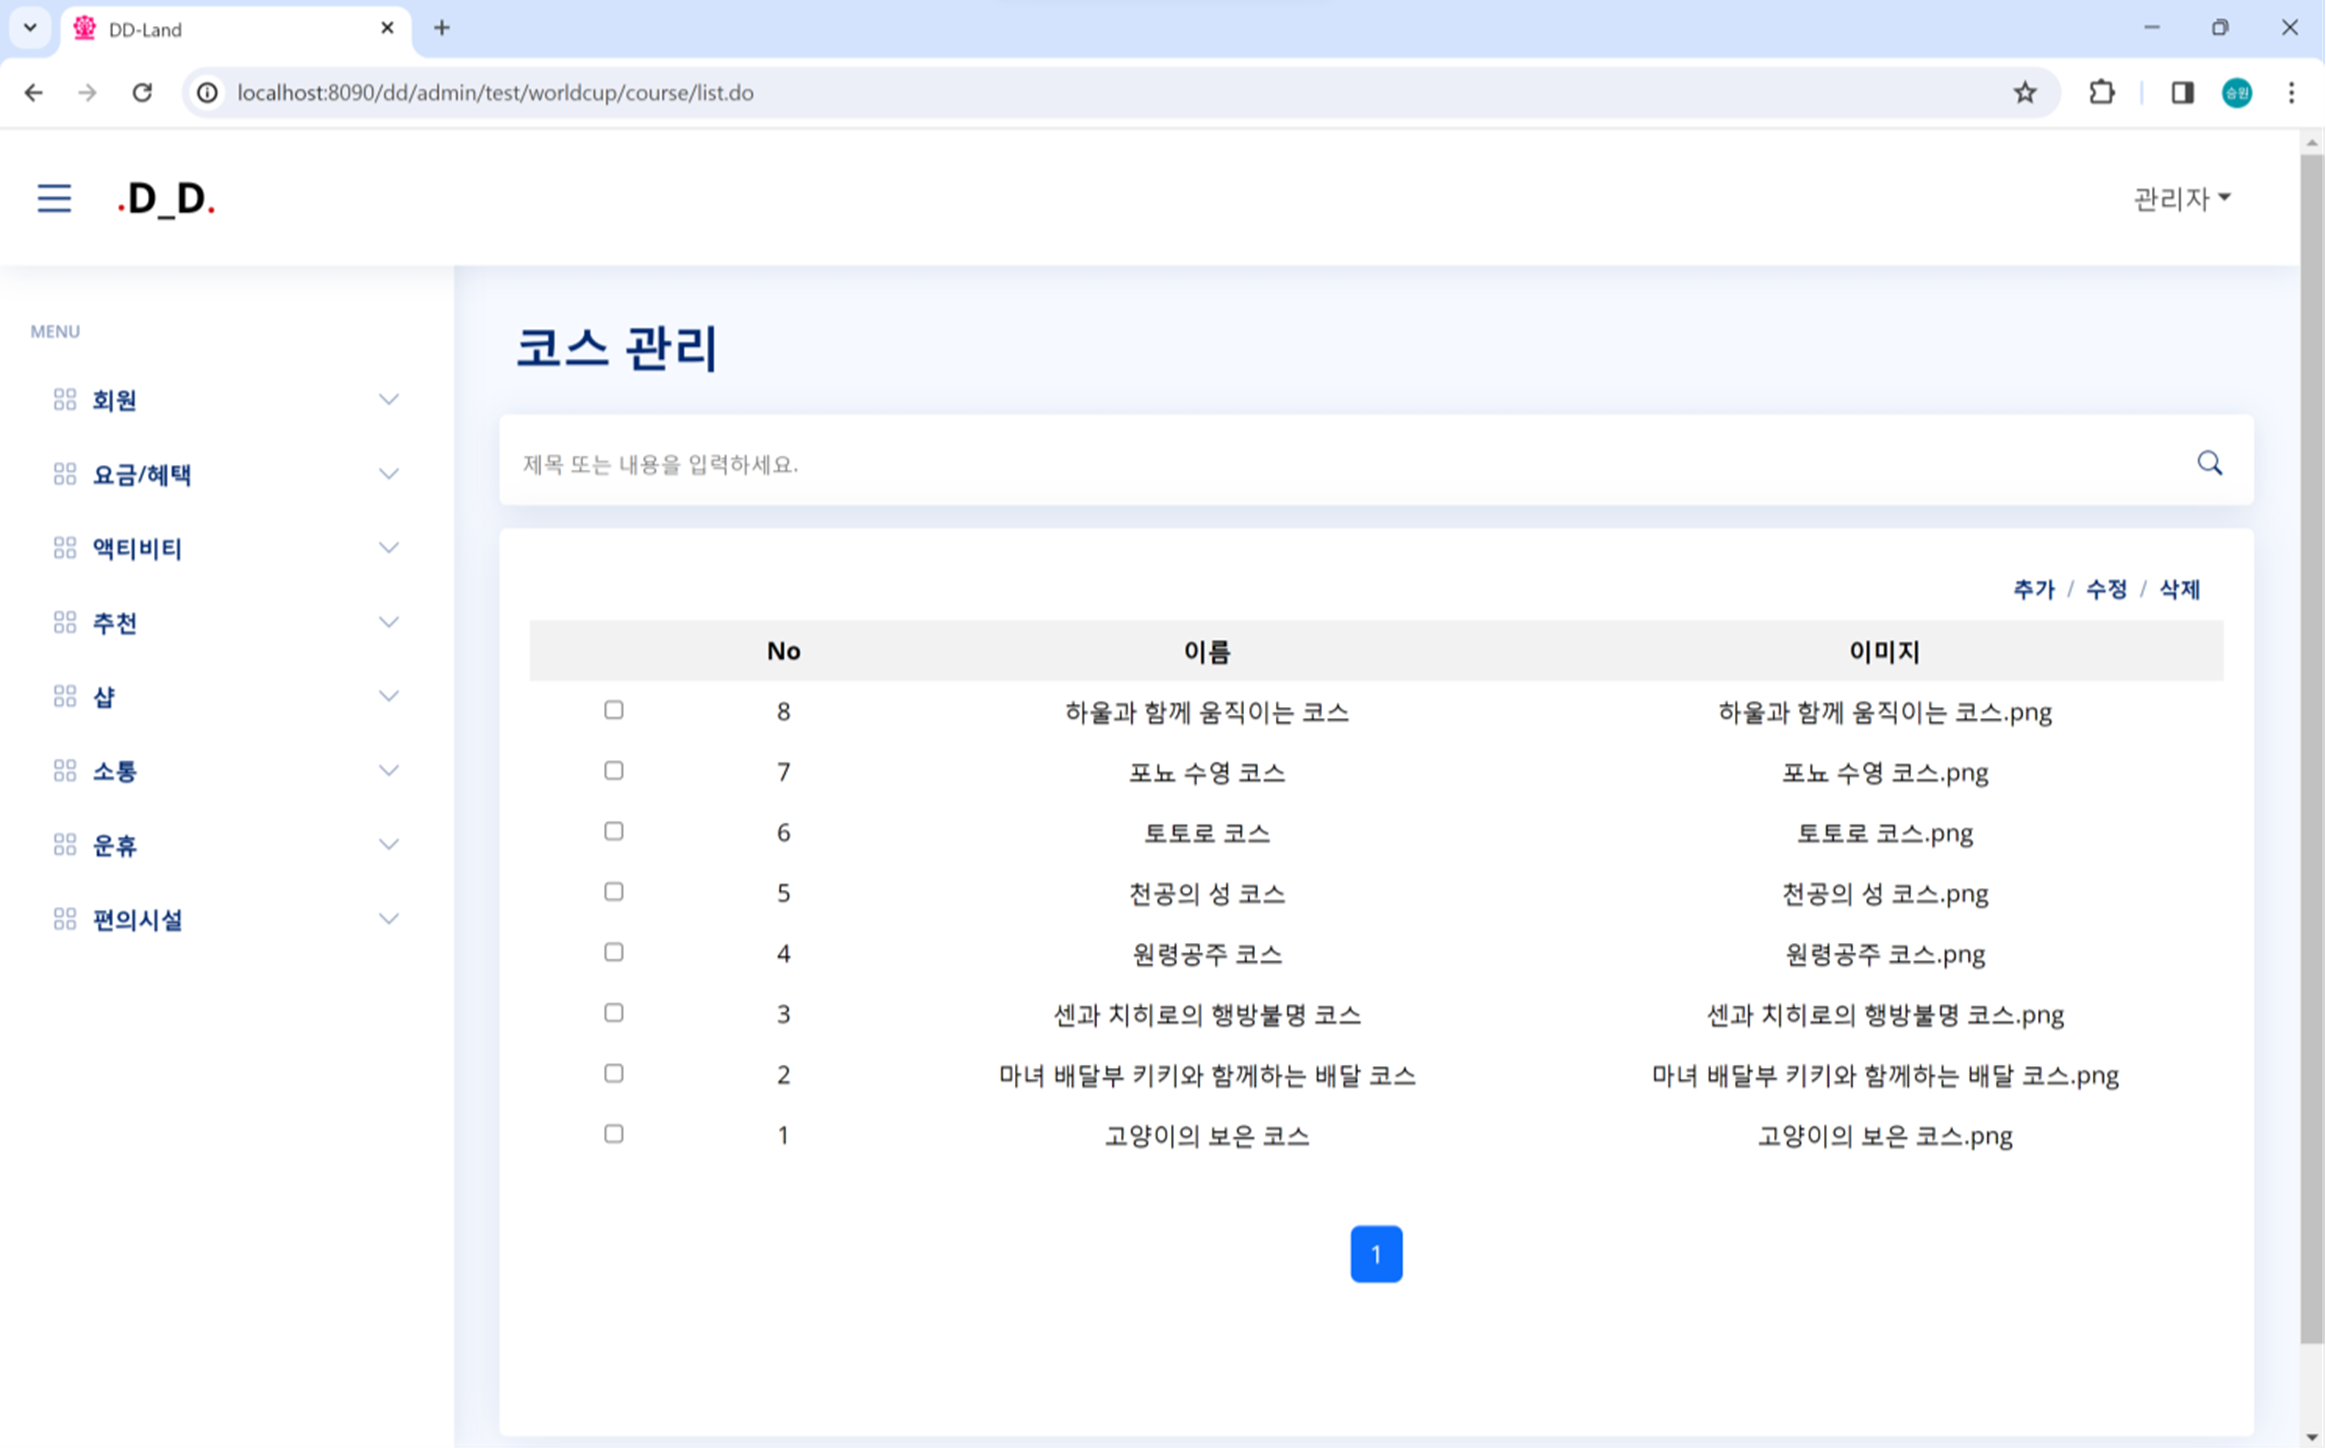 DD-Land
localhost:8090/dd/admin/test/worldcup/course/list.do
승원
.D_D.
관리자
MENU
회원
요금/혜택
액티비티
추천
샵
소통
운휴
편의시설
코스 관리
제목 또는 내용을 입력하세요.
추가 / 수정 / 삭제
No 이름 이미지
8 하울과 함께 움직이는 코스 하울과 함께 움직이는 코스.png
7 포뇨 수영 코스 포뇨 수영 코스.png
6 토토로 코스 토토로 코스.png
5 천공의 성 코스 천공의 성 코스.png
4 원령공주 코스 원령공주 코스.png
3 센과 치히로의 행방불명 코스 센과 치히로의 행방불명 코스.png
2 마녀 배달부 키키와 함께하는 배달 코스 마녀 배달부 키키와 함께하는 배달 코스.png
1 고양이의 보은 코스 고양이의 보은 코스.png
1